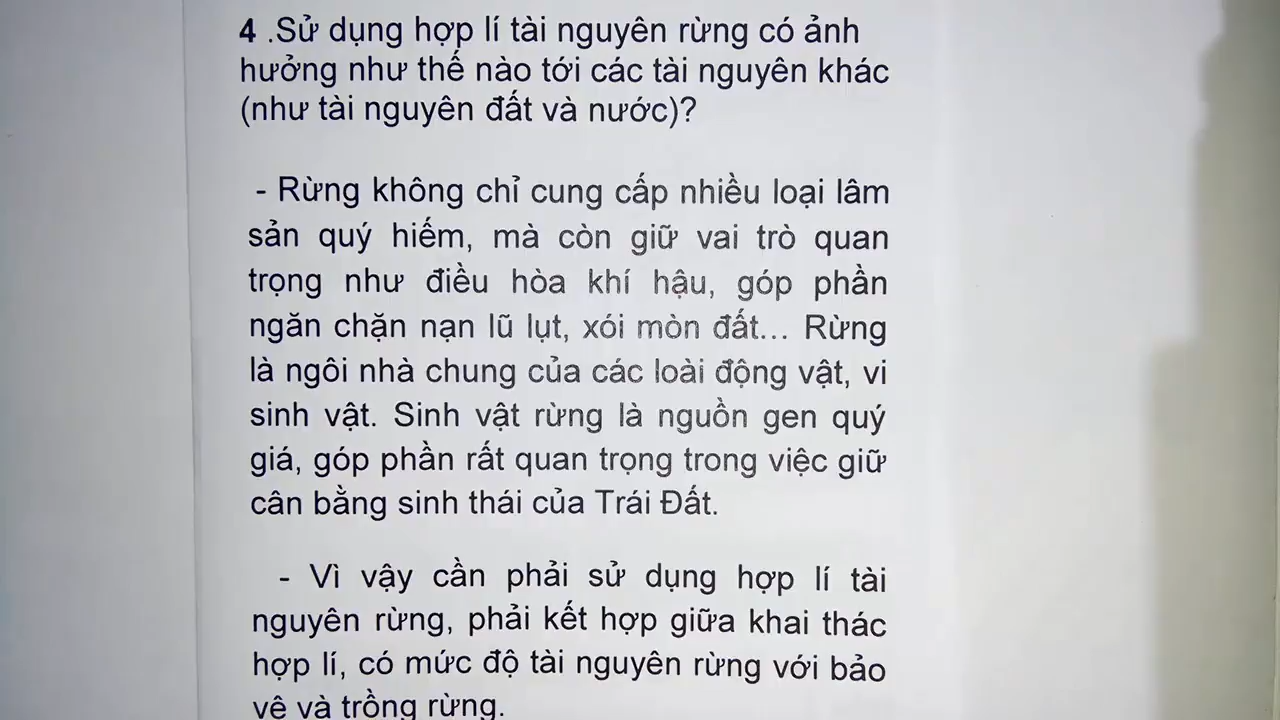 4 .Sử dụng hợp lí tài nguyên rừng có ảnh
hưởng như thế nào tới các tài nguyên khác
(như tài nguyên đất và nước)?
- Rừng không chỉ cung cấp nhiều loại lâm
sản quý hiếm, mà còn giữ vai trò quan
trọng như điều hòa khí hậu, góp phần
ngăn chặn nạn lũ lụt, xói mòn đất... Rừng
là ngôi nhà chung của các loài động vật, vi
sinh vật. Sinh vật rừng là nguồn gen quý
giá, góp phần rất quan trọng trong việc giữ
cân bằng sinh thái của Trái Đất.
- Vì vậy cần phải sử dụng hợp lí tài
nguyên rừng, phải kết hợp giữa khai thác
hợp lí, có mức độ tài nguyên rừng với bảo
vệ và trồng rừng.